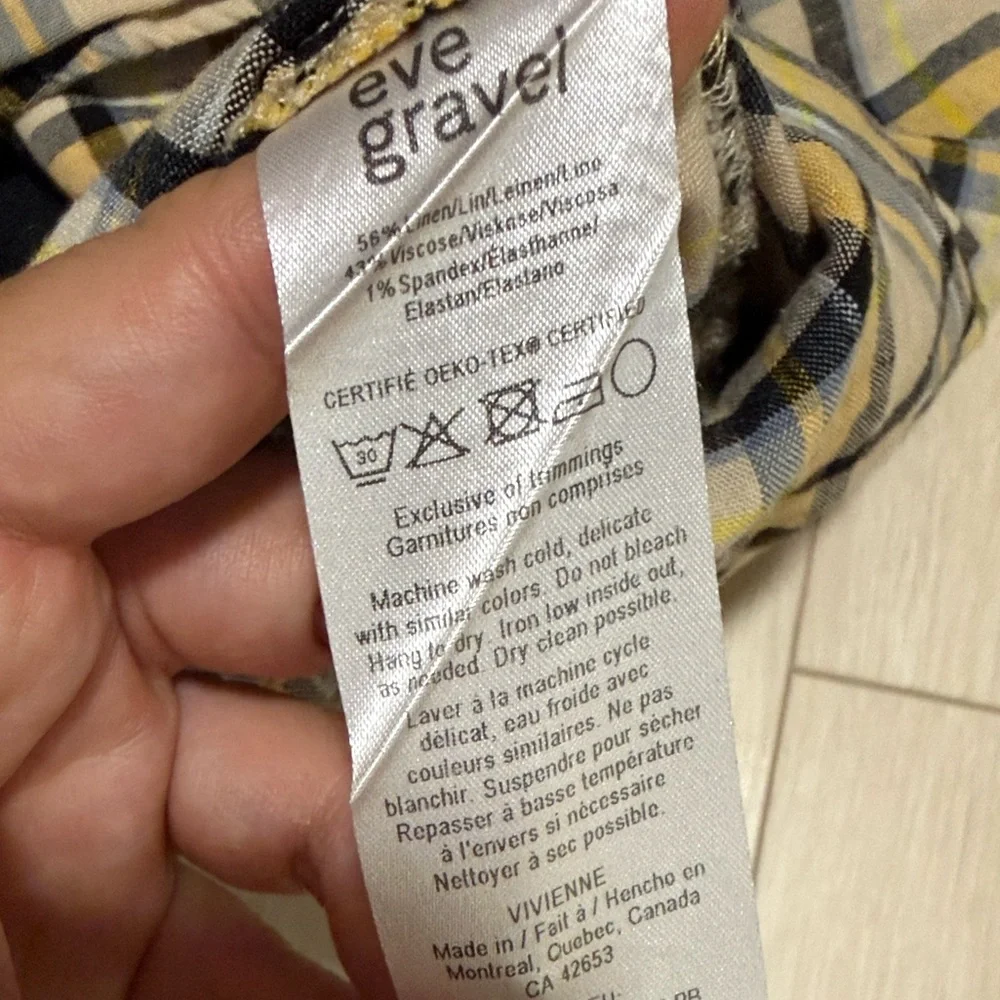 eve
gravel
56% Linen/Lin/Leinen/Lino
43% Viscose/Viskose/Viscosa
1% Spandex/Élasthanne/
Elastan/Elastano
CERTIFIÉ OEKO-TEX® CERTIFIED
30
Exclusive of trimmings
Garnitures non comprises
Machine wash cold, delicate
with similar colors. Do not bleach
Hang to dry. Iron low inside out,
as needed. Dry clean possible.
Laver à la machine cycle
délicat, eau froide avec
couleurs similaires. Ne pas
blanchir. Suspendre pour sécher
Repasser à basse température
à l'envers si nécessaire
Nettoyer à sec possible.
VIVIENNE
Made in / Fait à / Hencho en
Montreal, Quebec, Canada
CA 42653